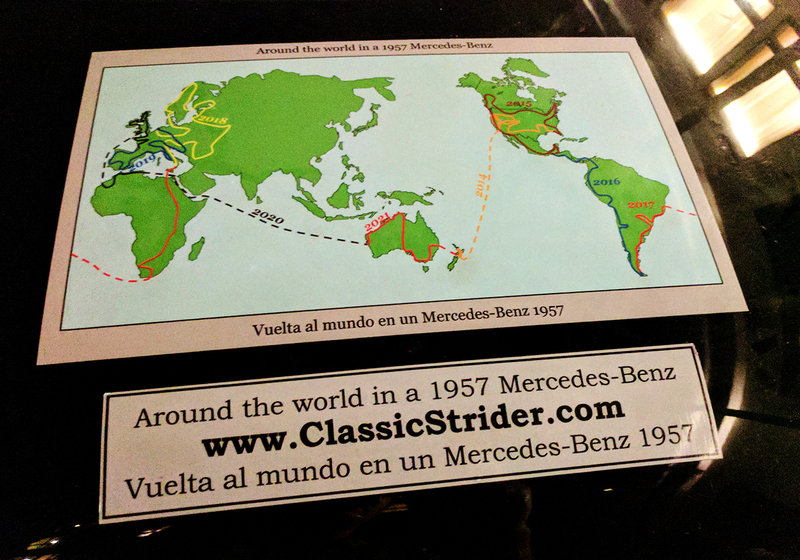 Around the world in a 1957 Mercedes-Benz
2015
2018
2019
2014
2016
2017
2020
2021
Vuelta al mundo en un Mercedes-Benz 1957
Around the world in a 1957 Mercedes-Benz
www.ClassicStrider.com
Vuelta al mundo en un Mercedes-Benz 1957